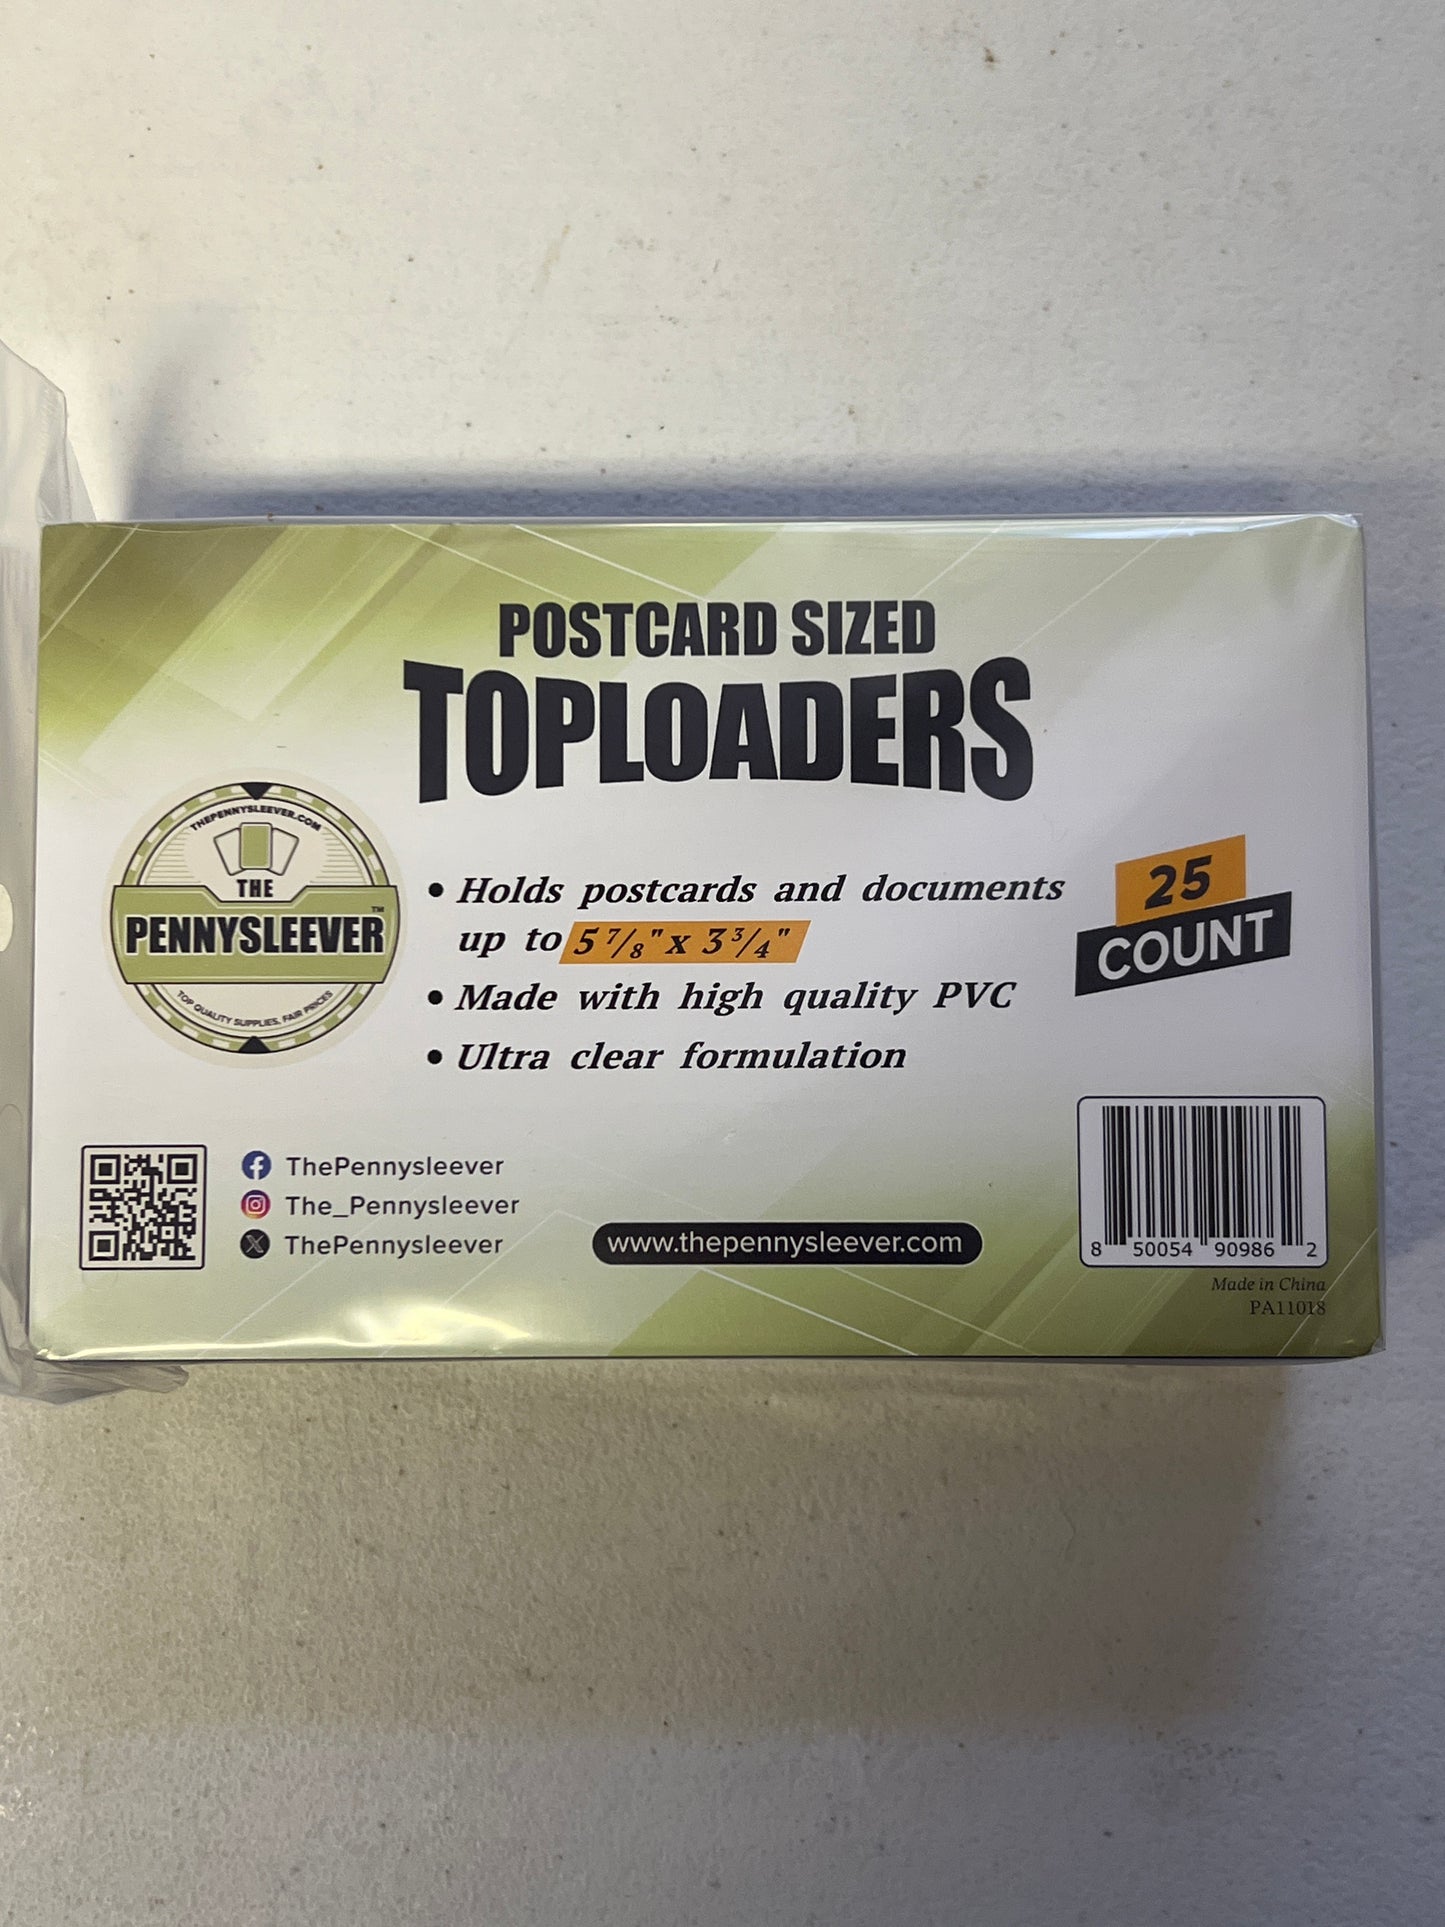 POSTCARD SIZED
TOPLOADERS
THEPENNYSLEEVER.COM
THE
PENNYSLEEVER™
TOP QUALITY SUPPLIES, FAIR PRICES
• Holds postcards and documents
up to 5 7/8" x 3 3/4"
• Made with high quality PVC
• Ultra clear formulation
25
COUNT
ThePennysleever
The_Pennysleever
ThePennysleever
www.thepennysleever.com
8 50054 90986 2
Made in China
PA11018